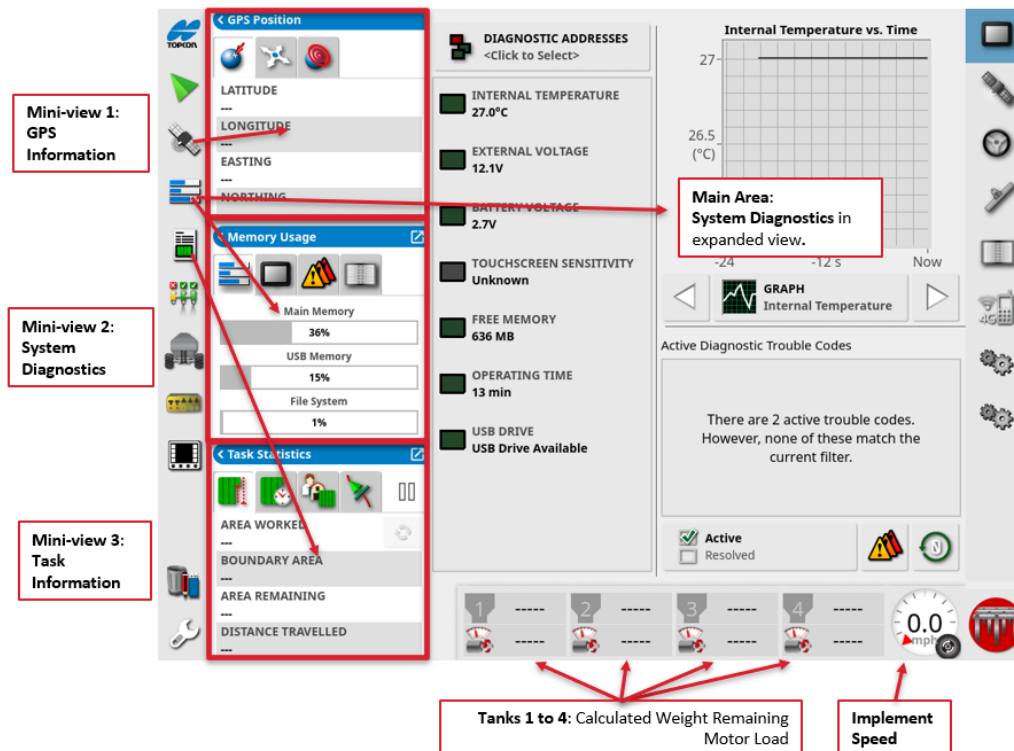 TOPCON
Mini-view 1:
GPS
Information
Mini-view 2:
System
Diagnostics
Mini-view 3:
Task
Information
GPS Position
LATITUDE
---
LONGITUDE
---
EASTING
---
NORTHING
Memory Usage
Main Memory
36%
USB Memory
15%
File System
1%
Task Statistics
AREA WORKED
---
BOUNDARY AREA
---
AREA REMAINING
---
DISTANCE TRAVELLED
---
DIAGNOSTIC ADDRESSES
<Click to Select>
INTERNAL TEMPERATURE
27.0°C
EXTERNAL VOLTAGE
12.1V
BATTERY VOLTAGE
2.7V
TOUCHSCREEN SENSITIVITY
Unknown
FREE MEMORY
636 MB
OPERATING TIME
13 min
USB DRIVE
USB Drive Available
Internal Temperature vs. Time
27
26.5
(°C)
-24 -12 s Now
Main Area:
System Diagnostics in
expanded view.
GRAPH
Internal Temperature
Active Diagnostic Trouble Codes
There are 2 active trouble codes.
However, none of these match the
current filter.
Active
Resolved
4G
1 ----- 2 ----- 3 ----- 4 -----
----- ----- ----- -----
0.0
mph
Tanks 1 to 4: Calculated Weight Remaining
Motor Load
Implement
Speed